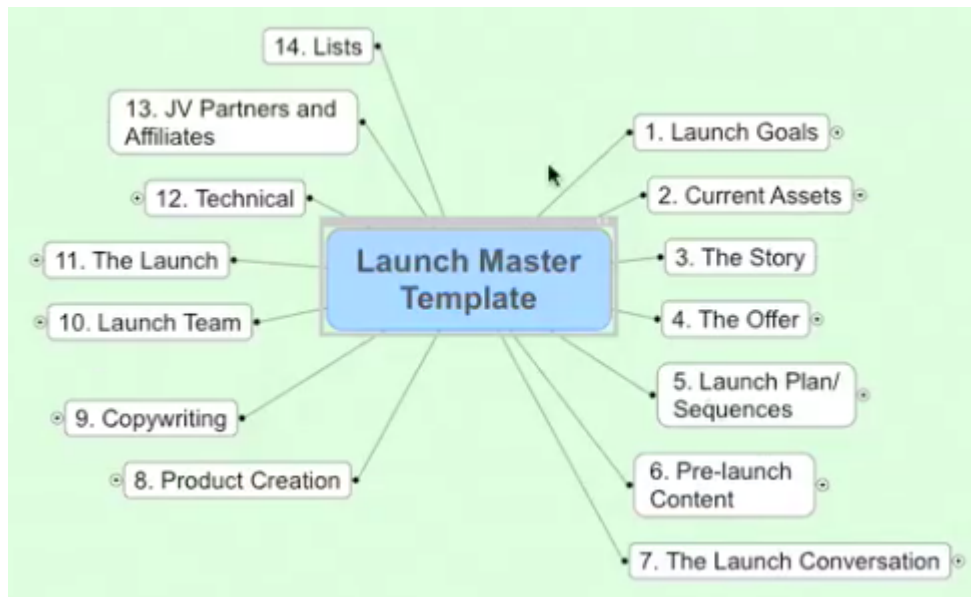 Launch Master
Template
1. Launch Goals
2. Current Assets
3. The Story
4. The Offer
5. Launch Plan/
Sequences
6. Pre-launch
Content
7. The Launch Conversation
8. Product Creation
9. Copywriting
10. Launch Team
11. The Launch
12. Technical
13. JV Partners and
Affiliates
14. Lists